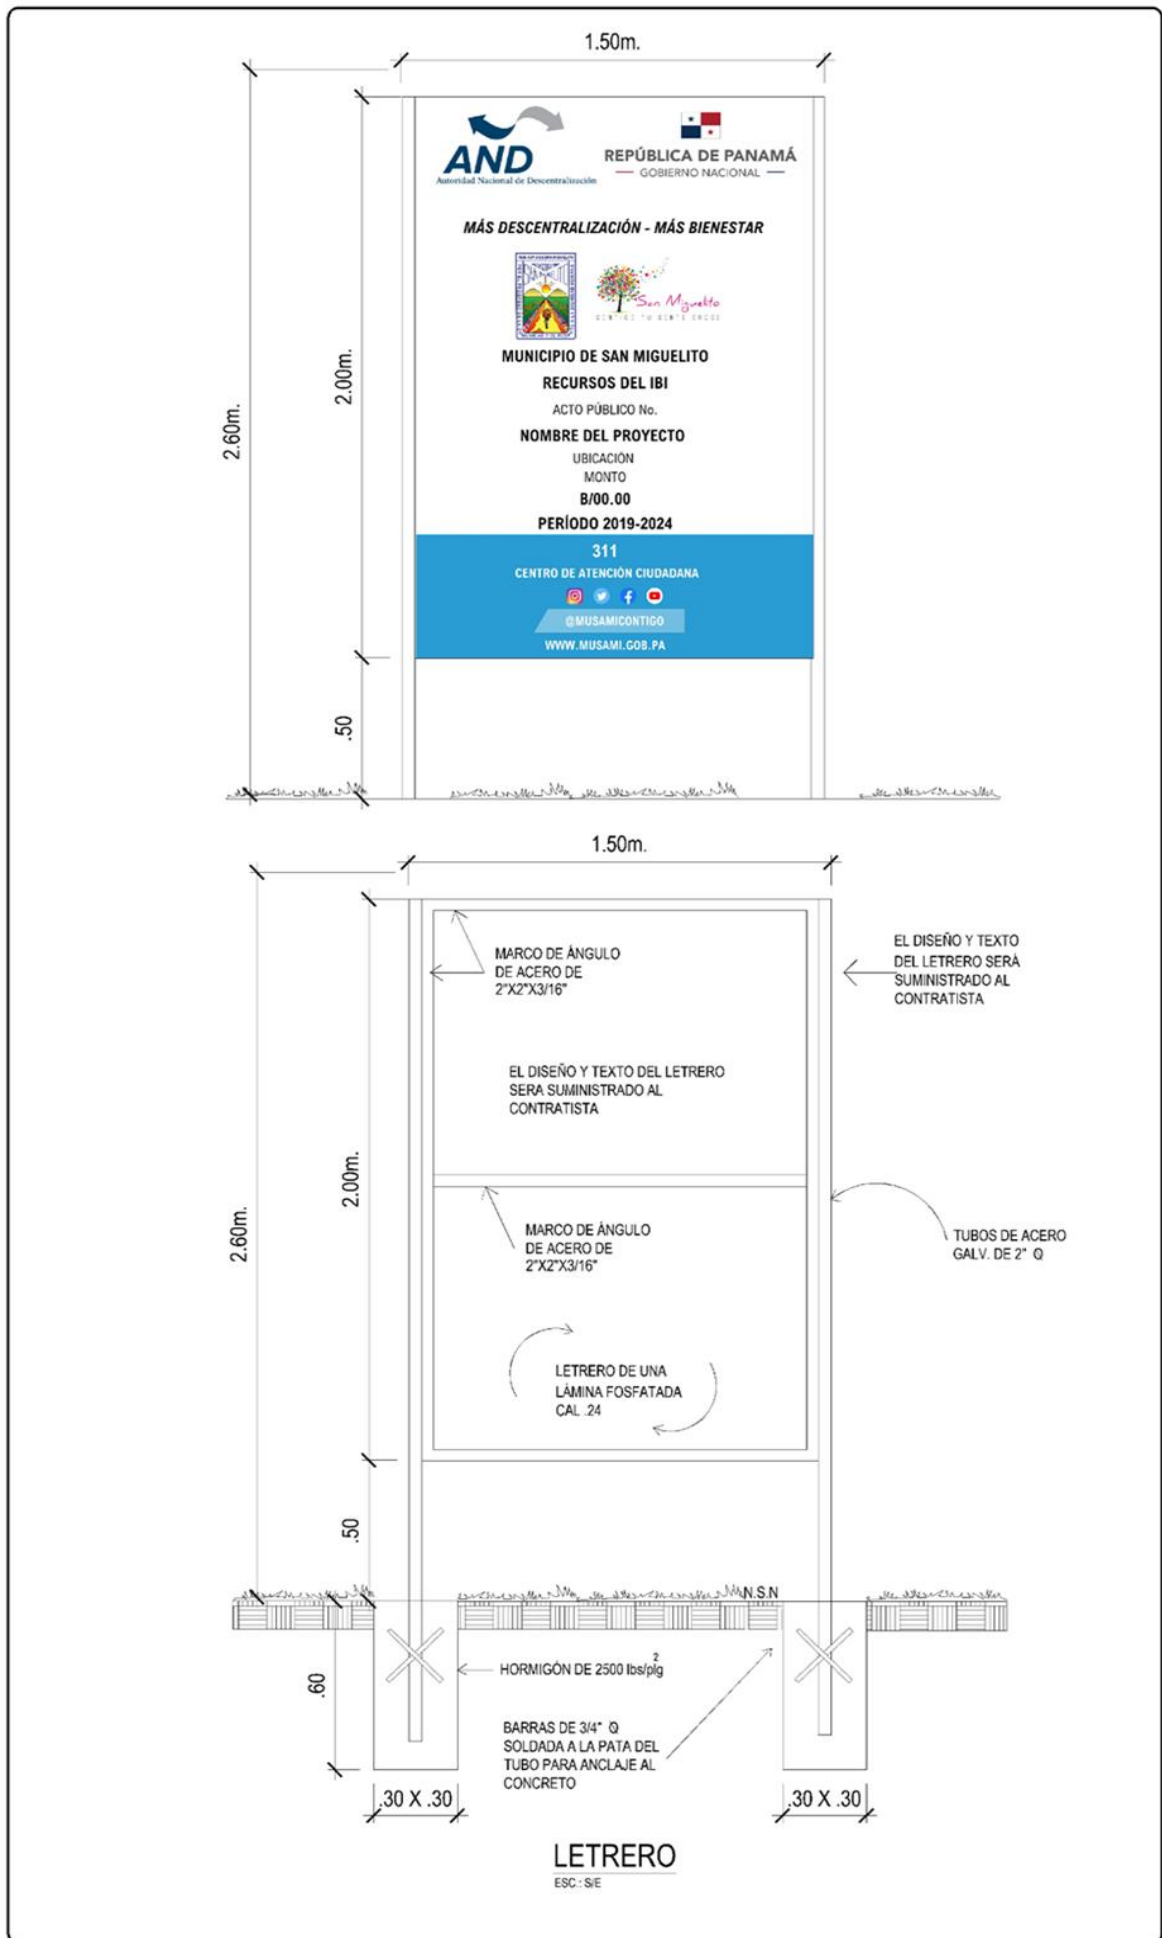 1.50m.
AND
Autoridad Nacional de Descentralización
REPÚBLICA DE PANAMÁ
GOBIERNO NACIONAL
MÁS DESCENTRALIZACIÓN - MÁS BIENESTAR
San Miguelito
MUNICIPIO DE SAN MIGUELITO
RECURSOS DEL IBI
ACTO PÚBLICO No.
NOMBRE DEL PROYECTO
UBICACIÓN
MONTO
B/00.00
PERÍODO 2019-2024
311
CENTRO DE ATENCIÓN CIUDADANA
@MUSAMICONTIGO
WWW.MUSAMI.GOB.PA
2.60m.
2.00m.
.50
1.50m.
MARCO DE ÁNGULO
DE ACERO DE
2"X2"X3/16"
EL DISEÑO Y TEXTO
DEL LETRERO SERÁ
SUMINISTRADO AL
CONTRATISTA
EL DISEÑO Y TEXTO DEL LETRERO
SERA SUMINISTRADO AL
CONTRATISTA
2.60m.
2.00m.
MARCO DE ÁNGULO
DE ACERO DE
2"X2"X3/16"
TUBOS DE ACERO
GALV. DE 2" Q
LETRERO DE UNA
LÁMINA FOSFATADA
CAL .24
.50
N.S.N
.60
HORMIGÓN DE 2500 lbs/plg²
BARRAS DE 3/4" Q
SOLDADA A LA PATA DEL
TUBO PARA ANCLAJE AL
CONCRETO
.30 X .30
.30 X .30
LETRERO
ESC.: S/E